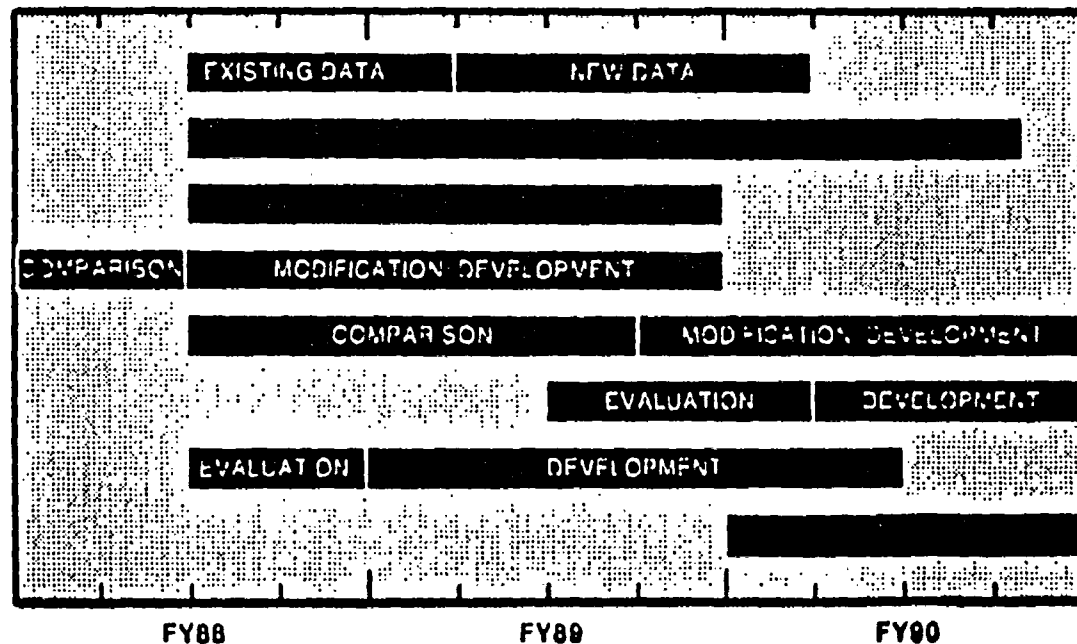 EXISTING DATA NEW DATA
COMPARISON MODIFICATION DEVELOPMENT
COMPARISON MODIFICATION DEVELOPMENT
EVALUATION DEVELOPMENT
EVALUATION DEVELOPMENT
FY88 FY89 FY90